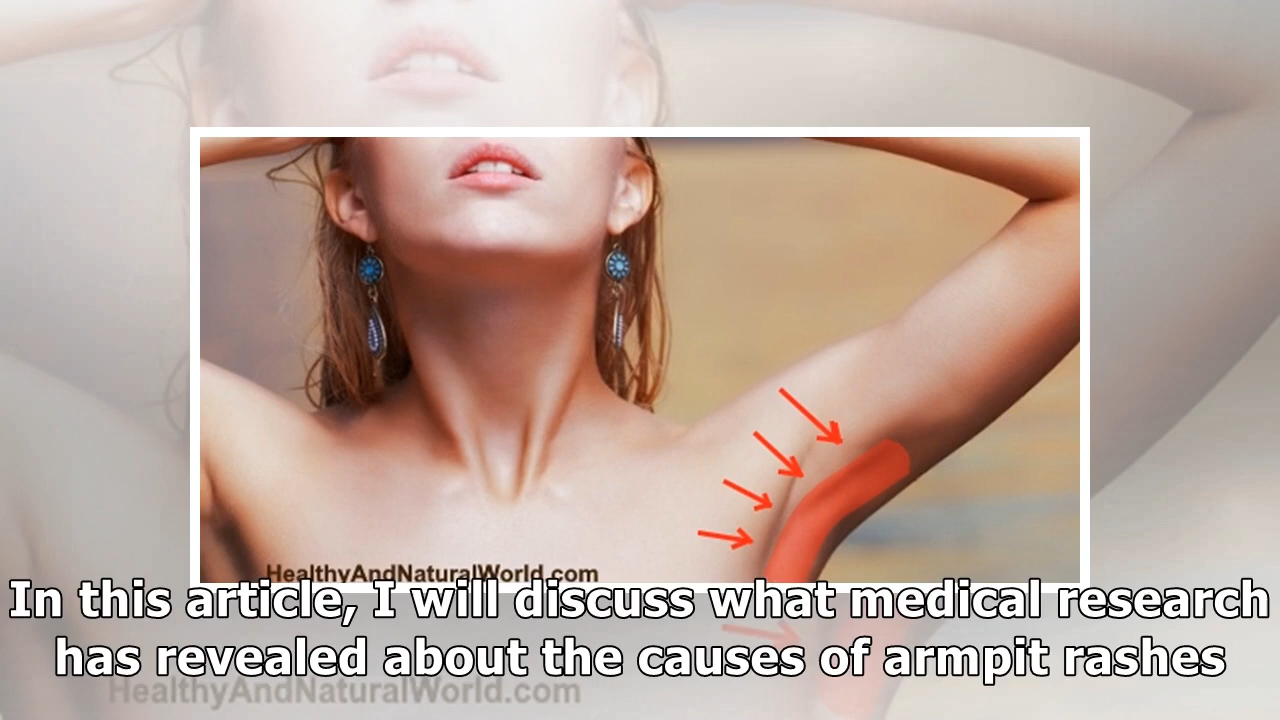 HealthyAndNaturalWorld.com
In this article, I will discuss what medical research
has revealed about the causes of armpit rashes
HealthyAndNaturalWorld.com